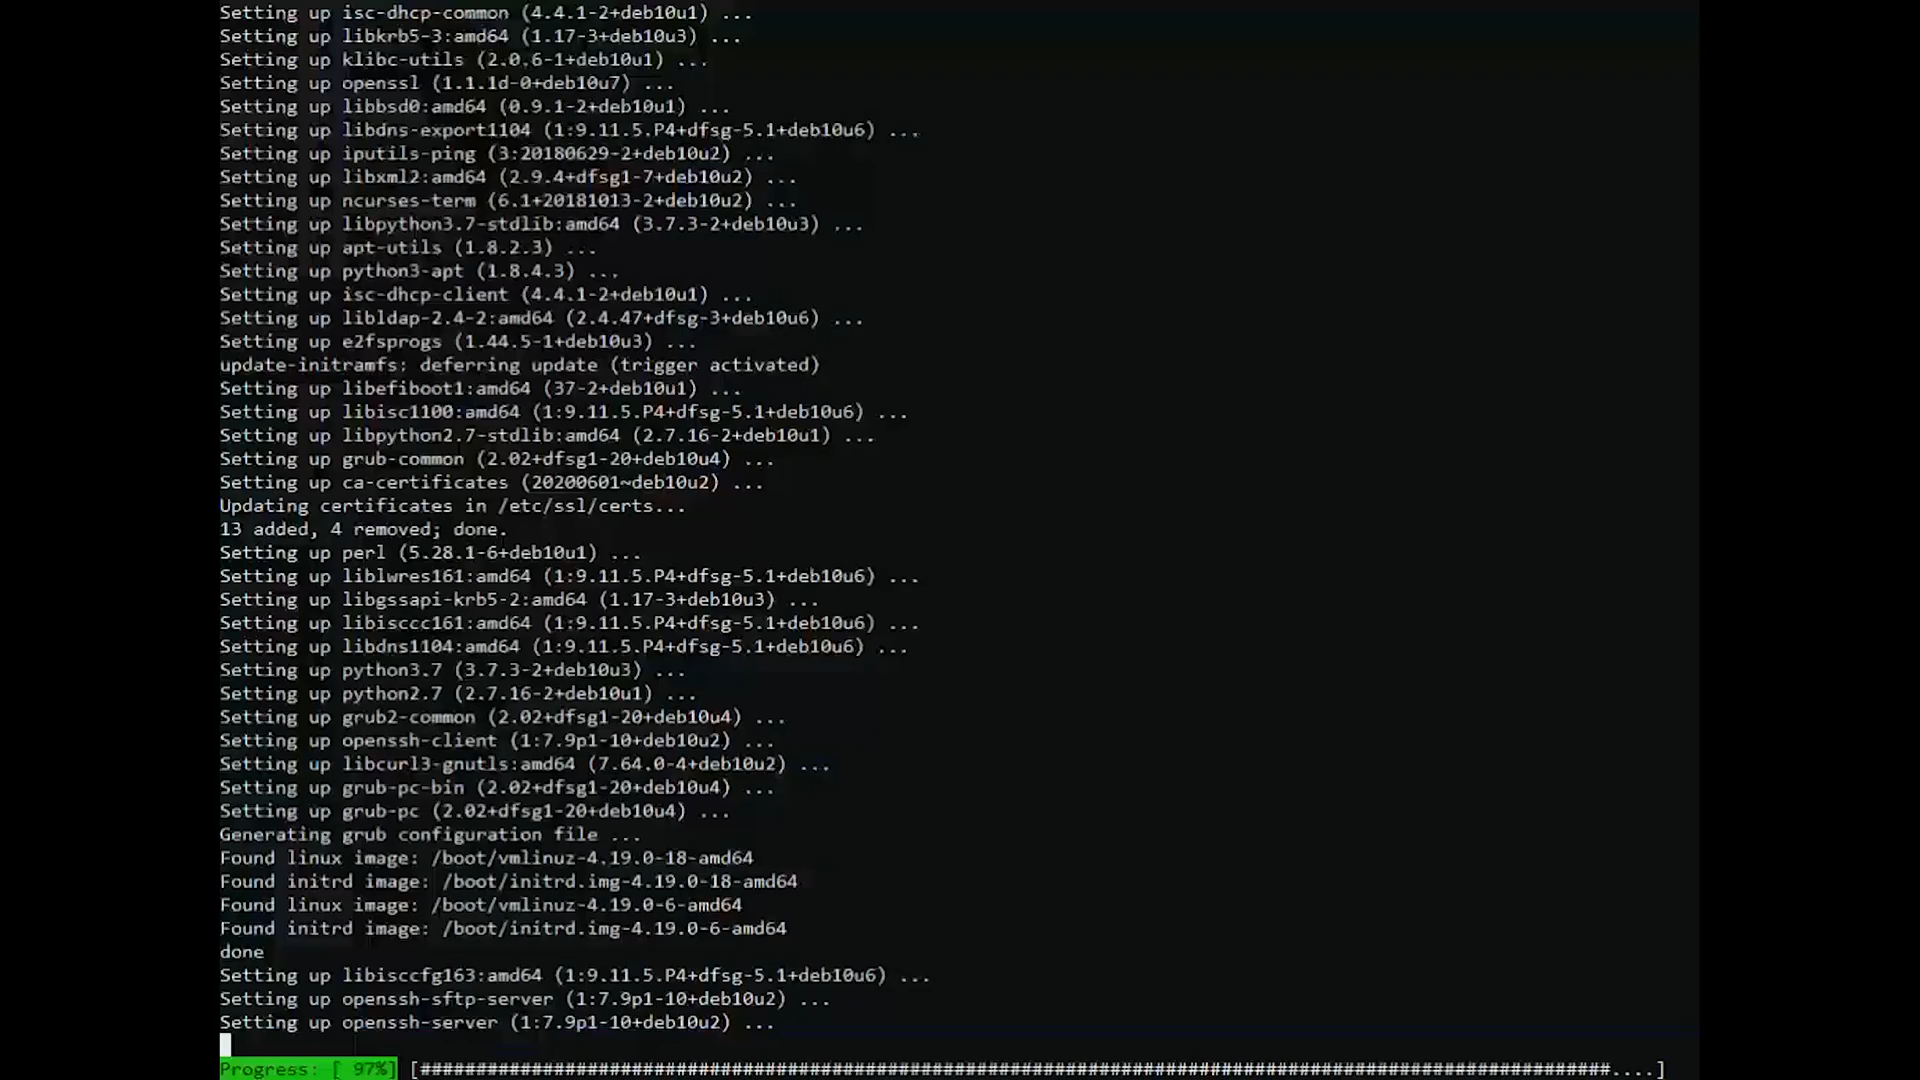 Setting up isc-dhcp-common (4.4.1-2+deb10u1) ...
Setting up libkrb5-3:amd64 (1.17-3+deb10u3) ...
Setting up klibc-utils (2.0.6-1+deb10u1) ...
Setting up openssl (1.1.1d-0+deb10u7) ...
Setting up libbsd0:amd64 (0.9.1-2+deb10u1) ...
Setting up libdns-export1104 (1:9.11.5.P4+dfsg-5.1+deb10u6) ...
Setting up iputils-ping (3:20180629-2+deb10u2) ...
Setting up libxml2:amd64 (2.9.4+dfsg1-7+deb10u2) ...
Setting up ncurses-term (6.1+20181013-2+deb10u2) ...
Setting up libpython3.7-stdlib:amd64 (3.7.3-2+deb10u3) ...
Setting up apt-utils (1.8.2.3) ...
Setting up python3-apt (1.8.4.3) ...
Setting up isc-dhcp-client (4.4.1-2+deb10u1) ...
Setting up libldap-2.4-2:amd64 (2.4.47+dfsg-3+deb10u6) ...
Setting up e2fsprogs (1.44.5-1+deb10u3) ...
update-initramfs: deferring update (trigger activated)
Setting up libefiboot1:amd64 (37-2+deb10u1) ...
Setting up libisc1100:amd64 (1:9.11.5.P4+dfsg-5.1+deb10u6) ...
Setting up libpython2.7-stdlib:amd64 (2.7.16-2+deb10u1) ...
Setting up grub-common (2.02+dfsg1-20+deb10u4) ...
Setting up ca-certificates (20200601~deb10u2) ...
Updating certificates in /etc/ssl/certs...
13 added, 4 removed; done.
Setting up perl (5.28.1-6+deb10u1) ...
Setting up liblwres161:amd64 (1:9.11.5.P4+dfsg-5.1+deb10u6) ...
Setting up libgssapi-krb5-2:amd64 (1.17-3+deb10u3) ...
Setting up libisccc161:amd64 (1:9.11.5.P4+dfsg-5.1+deb10u6) ...
Setting up libdns1104:amd64 (1:9.11.5.P4+dfsg-5.1+deb10u6) ...
Setting up python3.7 (3.7.3-2+deb10u3) ...
Setting up python2.7 (2.7.16-2+deb10u1) ...
Setting up grub2-common (2.02+dfsg1-20+deb10u4) ...
Setting up openssh-client (1:7.9p1-10+deb10u2) ...
Setting up libcurl3-gnutls:amd64 (7.64.0-4+deb10u2) ...
Setting up grub-pc-bin (2.02+dfsg1-20+deb10u4) ...
Setting up grub-pc (2.02+dfsg1-20+deb10u4) ...
Generating grub configuration file ...
Found linux image: /boot/vmlinuz-4.19.0-18-amd64
Found initrd image: /boot/initrd.img-4.19.0-18-amd64
Found linux image: /boot/vmlinuz-4.19.0-6-amd64
Found initrd image: /boot/initrd.img-4.19.0-6-amd64
done
Setting up libisccfg163:amd64 (1:9.11.5.P4+dfsg-5.1+deb10u6) ...
Setting up openssh-sftp-server (1:7.9p1-10+deb10u2) ...
Setting up openssh-server (1:7.9p1-10+deb10u2) ...
Progress: [ 97%] [###########################################################################################################....]